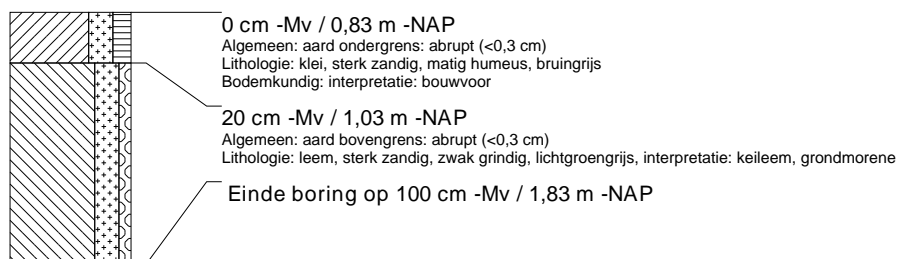 0 cm -Mv / 0,83 m -NAP
Algemeen: aard ondergrens: abrupt (<0,3 cm)
Lithologie: klei, sterk zandig, matig humeus, bruingrijs
Bodemkundig: interpretatie: bouwvoor
20 cm -Mv / 1,03 m -NAP
Algemeen: aard bovengrens: abrupt (<0,3 cm)
Lithologie: leem, sterk zandig, zwak grindig, lichtgroengrijs, interpretatie: keileem, grondmorene
Einde boring op 100 cm -Mv / 1,83 m -NAP